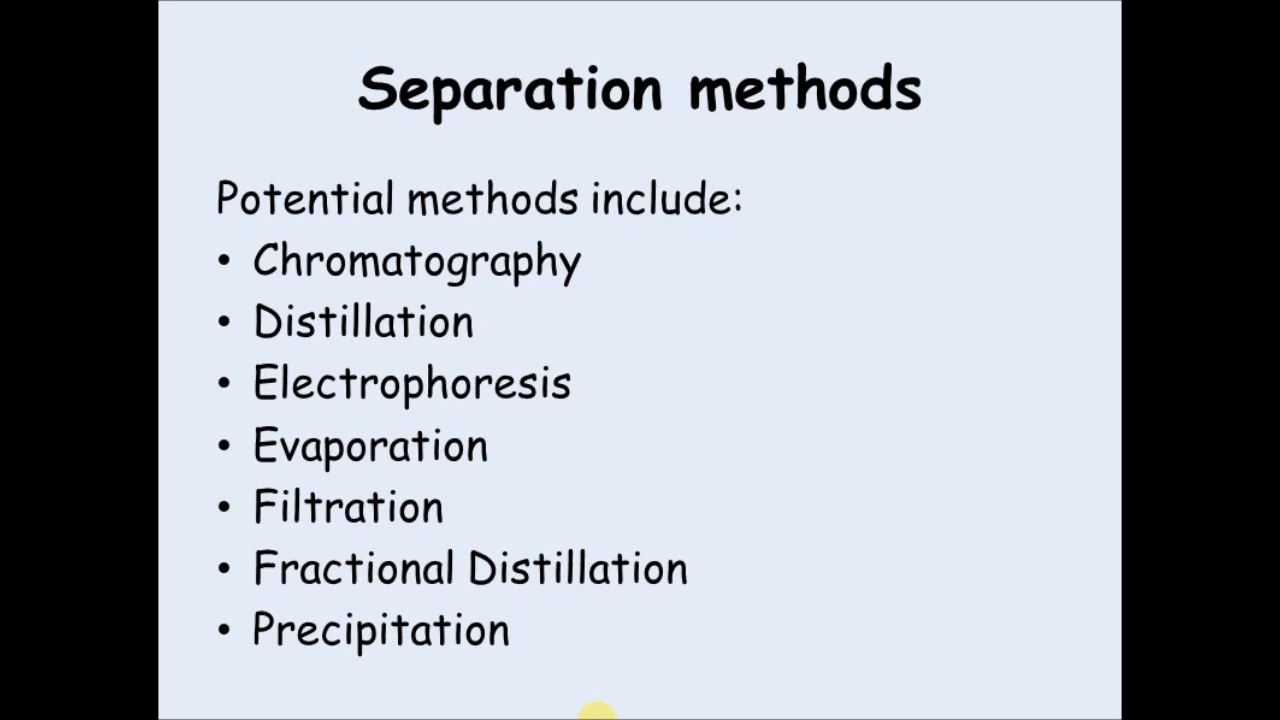 Separation methods
Potential methods include:
• Chromatography
• Distillation
• Electrophoresis
• Evaporation
• Filtration
• Fractional Distillation
• Precipitation